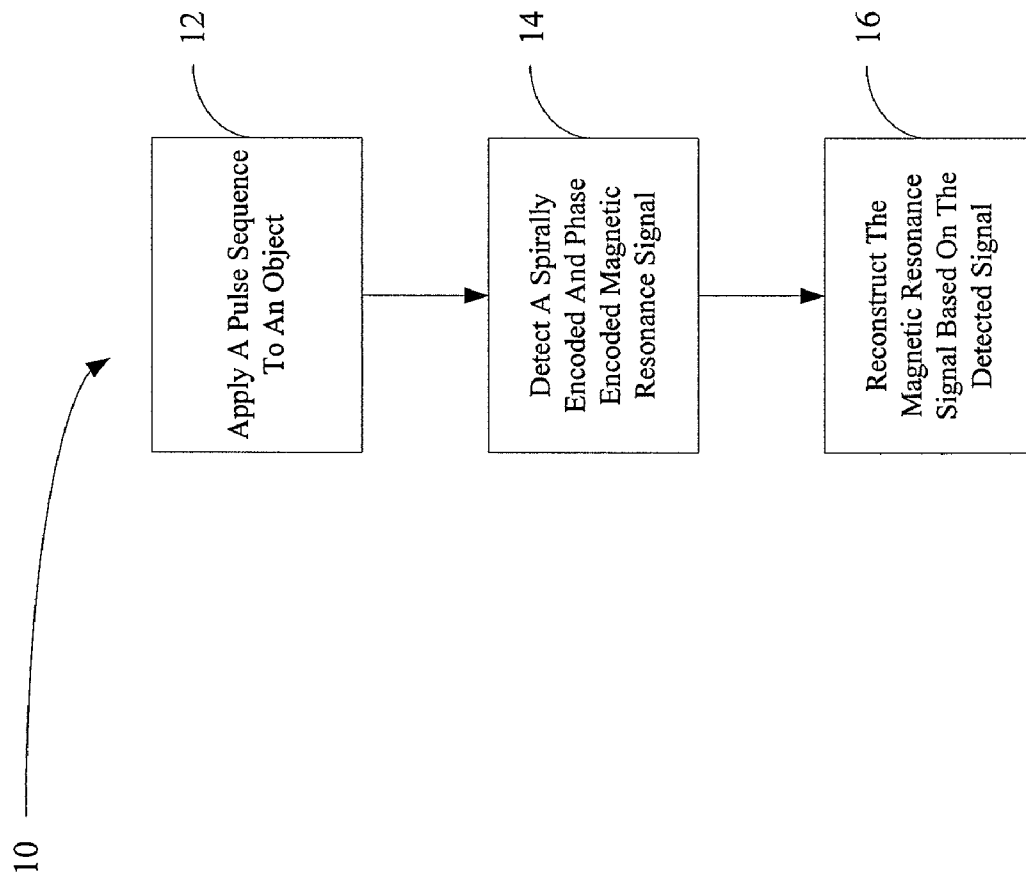 10
Apply A Pulse Sequence
To An Object
12
Detect A Spirally
Encoded And Phase
Encoded Magnetic
Resonance Signal
14
Reconstruct The
Magnetic Resonance
Signal Based On The
Detected Signal
16